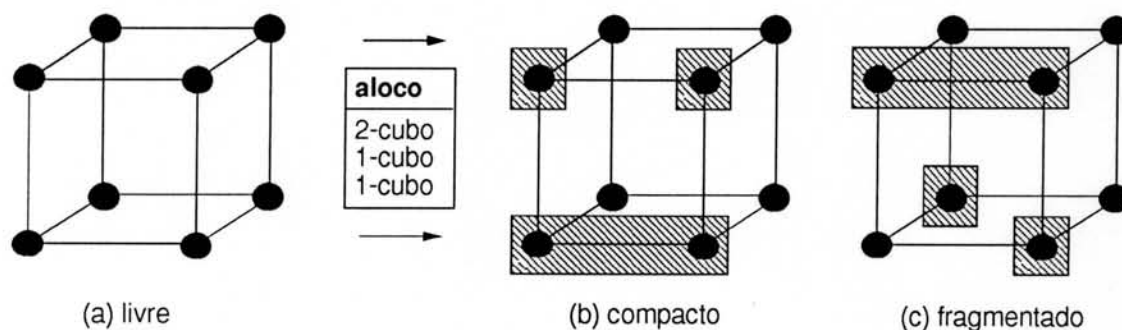 aloco
2-cubo
1-cubo
1-cubo
(a) livre
(b) compacto
(c) fragmentado